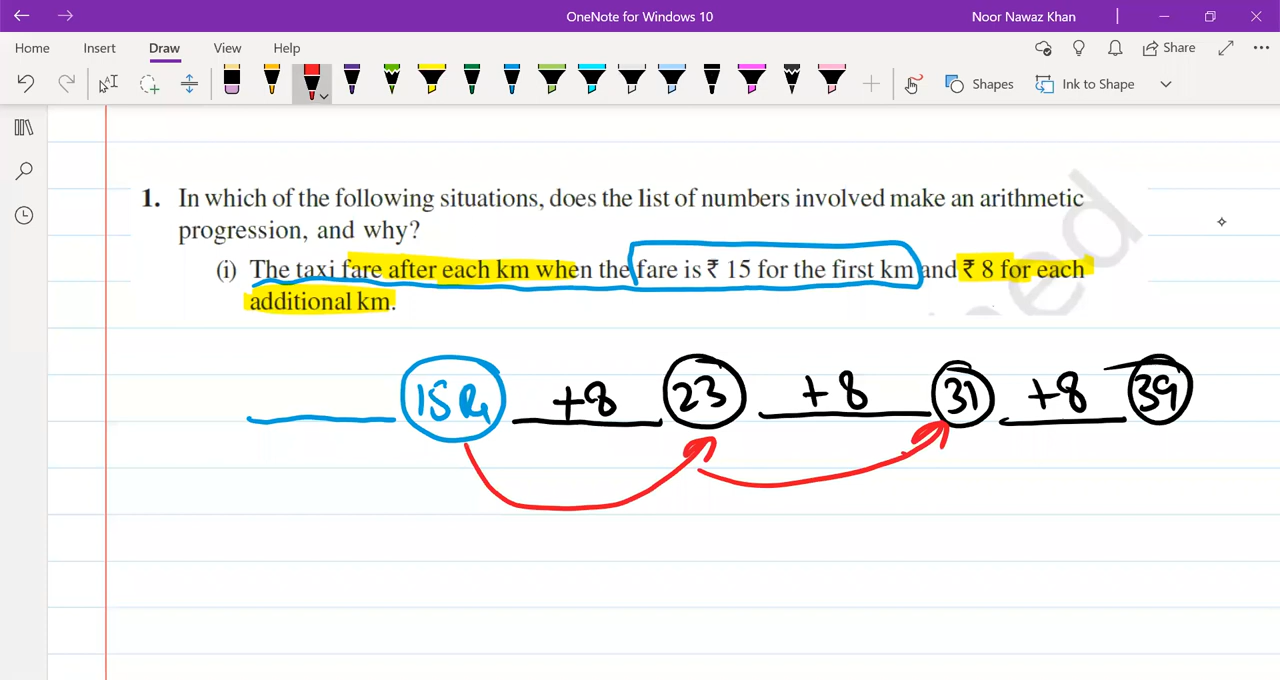 OneNote for Windows 10
Noor Nawaz Khan
Home Insert Draw View Help
Share
Shapes
Ink to Shape
1. In which of the following situations, does the list of numbers involved make an arithmetic
progression, and why?
(i) The taxi fare after each km when the fare is ₹ 15 for the first km and ₹ 8 for each
additional km.
15 Rs +8 23 +8 31 +8 39